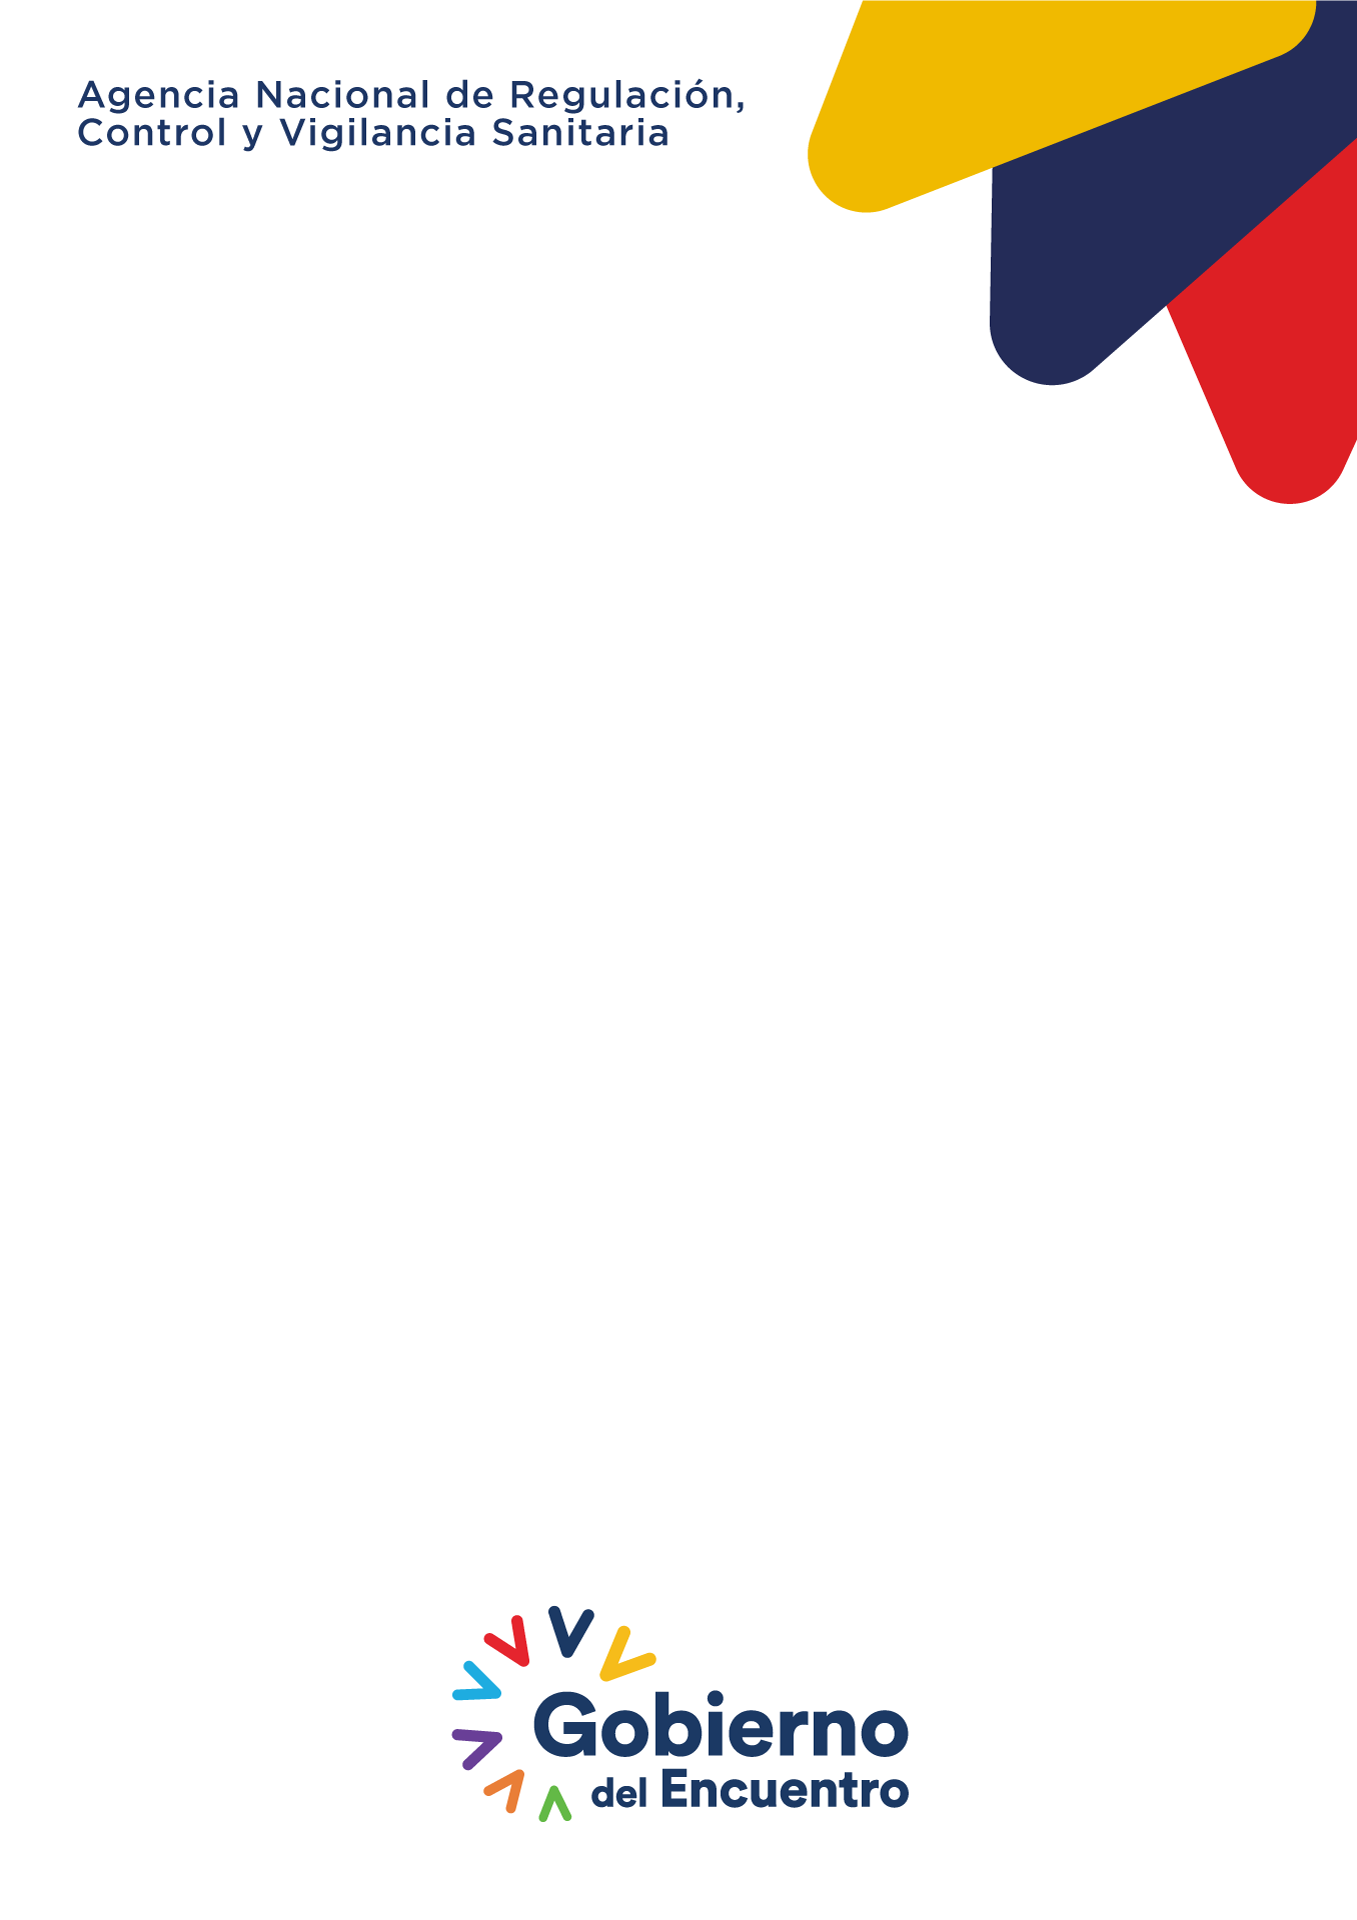 Agencia Nacional de Regulación,
Control y Vigilancia Sanitaria
Gobierno
del Encuentro